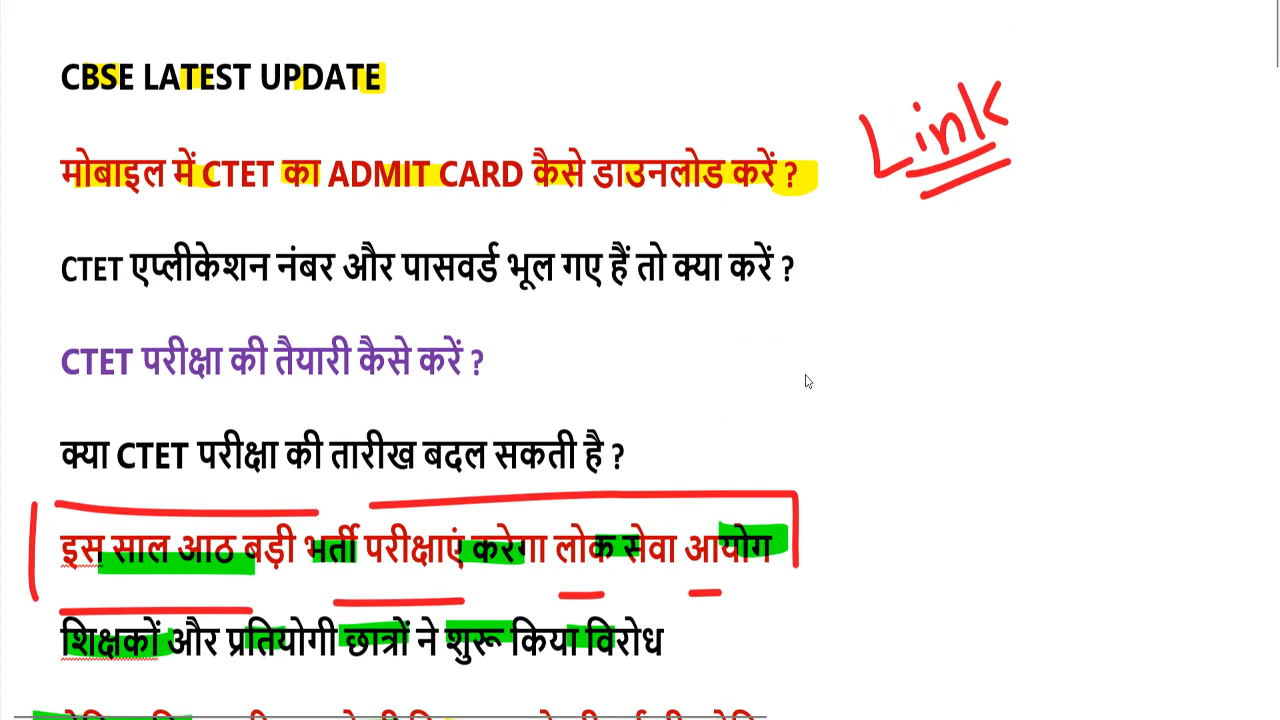 CBSE LATEST UPDATE
Link
मोबाइल में CTET का ADMIT CARD कैसे डाउनलोड करें ?
CTET एप्लीकेशन नंबर और पासवर्ड भूल गए हैं तो क्या करें ?
CTET परीक्षा की तैयारी कैसे करें ?
क्या CTET परीक्षा की तारीख बदल सकती है ?
इस साल आठ बड़ी भर्ती परीक्षाएं करेगा लोक सेवा आयोग
शिक्षकों और प्रतियोगी छात्रों ने शुरू किया विरोध